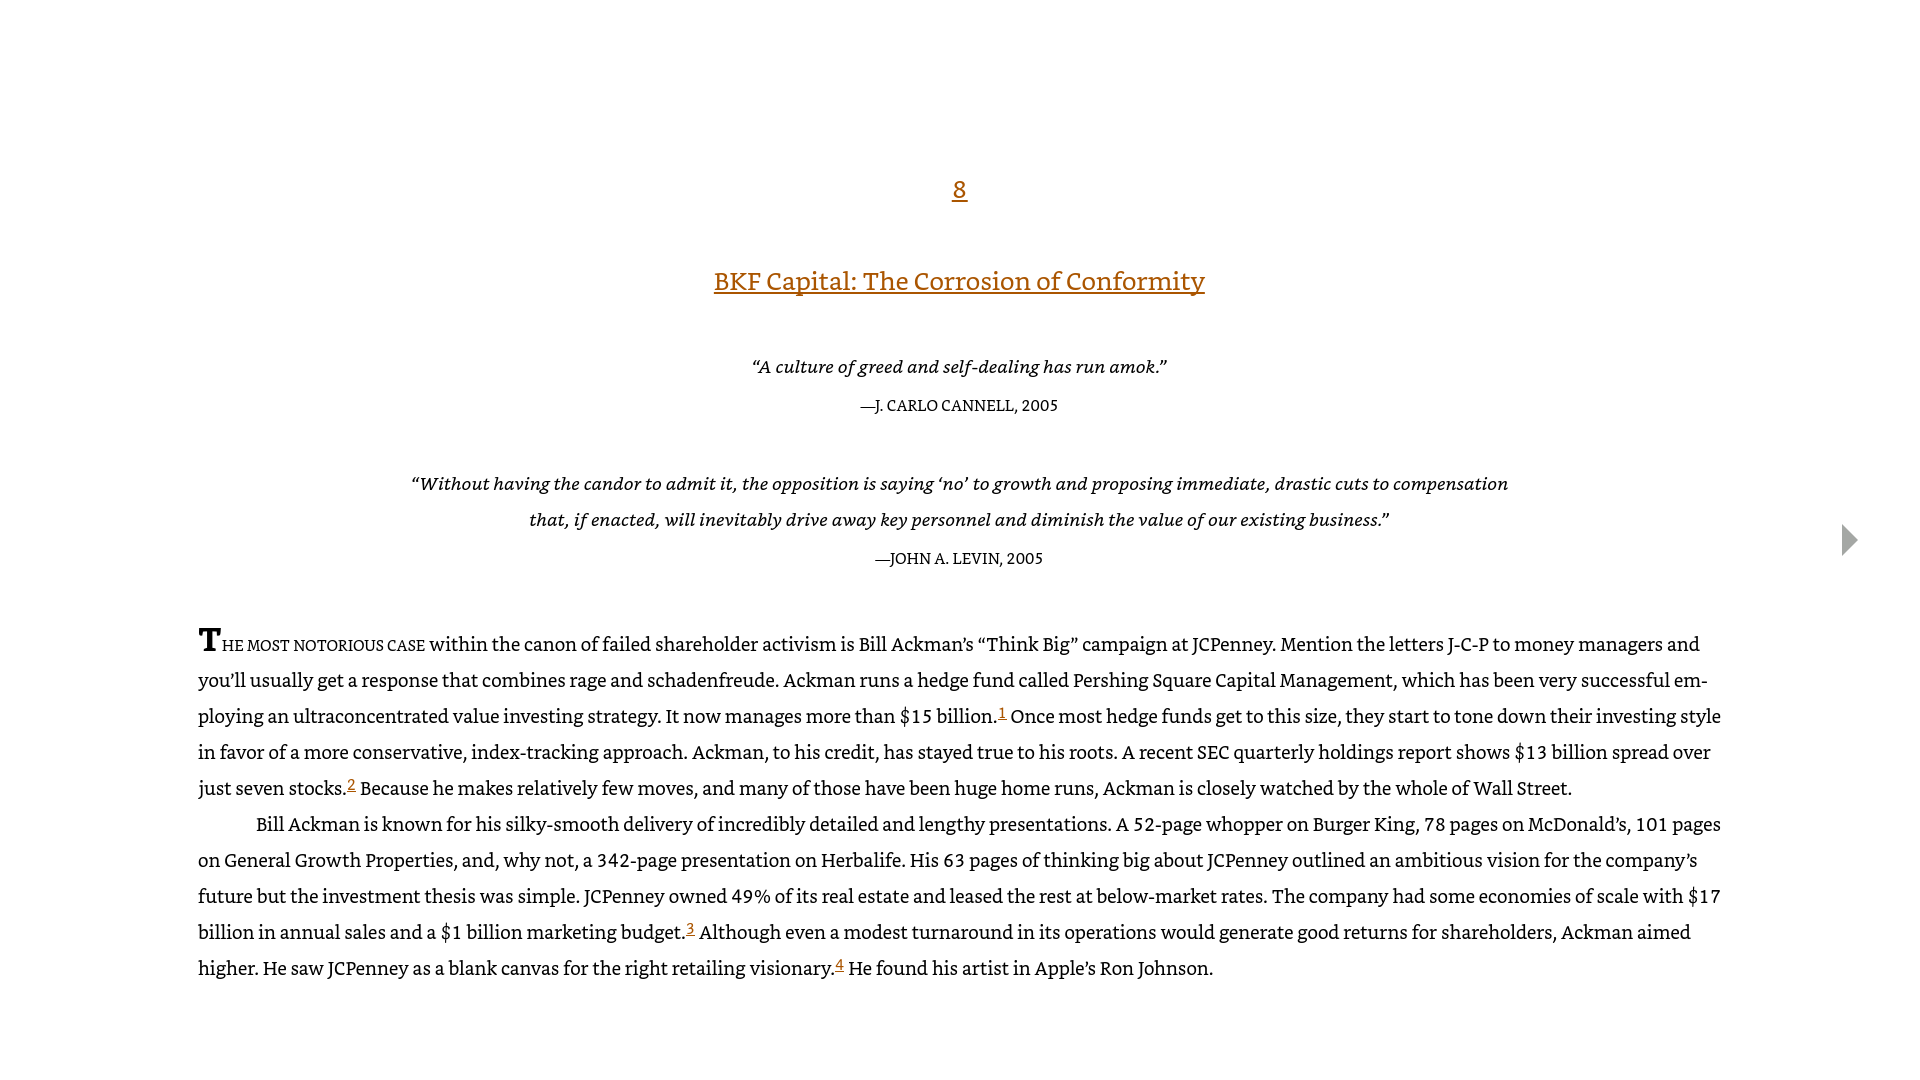 8
BKF Capital: The Corrosion of Conformity
“A culture of greed and self-dealing has run amok.”
—J. CARLO CANNELL, 2005
“Without having the candor to admit it, the opposition is saying ‘no’ to growth and proposing immediate, drastic cuts to compensation
that, if enacted, will inevitably drive away key personnel and diminish the value of our existing business.”
—JOHN A. LEVIN, 2005
THE MOST NOTORIOUS CASE within the canon of failed shareholder activism is Bill Ackman’s “Think Big” campaign at JCPenney. Mention the letters J-C-P to money managers and
you’ll usually get a response that combines rage and schadenfreude. Ackman runs a hedge fund called Pershing Square Capital Management, which has been very successful em-
ploying an ultraconcentrated value investing strategy. It now manages more than $15 billion.1 Once most hedge funds get to this size, they start to tone down their investing style
in favor of a more conservative, index-tracking approach. Ackman, to his credit, has stayed true to his roots. A recent SEC quarterly holdings report shows $13 billion spread over
just seven stocks.2 Because he makes relatively few moves, and many of those have been huge home runs, Ackman is closely watched by the whole of Wall Street.
Bill Ackman is known for his silky-smooth delivery of incredibly detailed and lengthy presentations. A 52-page whopper on Burger King, 78 pages on McDonald’s, 101 pages
on General Growth Properties, and, why not, a 342-page presentation on Herbalife. His 63 pages of thinking big about JCPenney outlined an ambitious vision for the company’s
future but the investment thesis was simple. JCPenney owned 49% of its real estate and leased the rest at below-market rates. The company had some economies of scale with $17
billion in annual sales and a $1 billion marketing budget.3 Although even a modest turnaround in its operations would generate good returns for shareholders, Ackman aimed
higher. He saw JCPenney as a blank canvas for the right retailing visionary.4 He found his artist in Apple’s Ron Johnson.